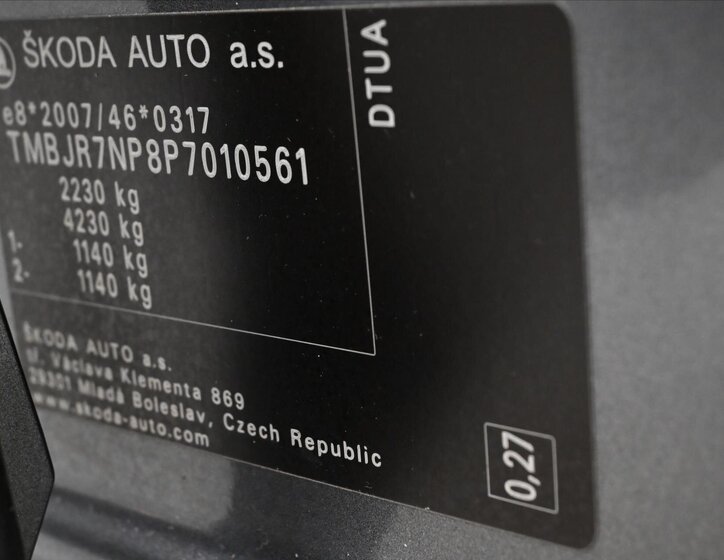 ŠKODA AUTO a.s.
e8*2007/46*0317
TMBJR7NP8P7010561
2230 kg
4230 kg
1- 1140 kg
2- 1140 kg
ŠKODA AUTO a.s.
tř. Václava Klementa 869
29301 Mladá Boleslav, Czech Republic
www.skoda-auto.com
DTUA
0,27